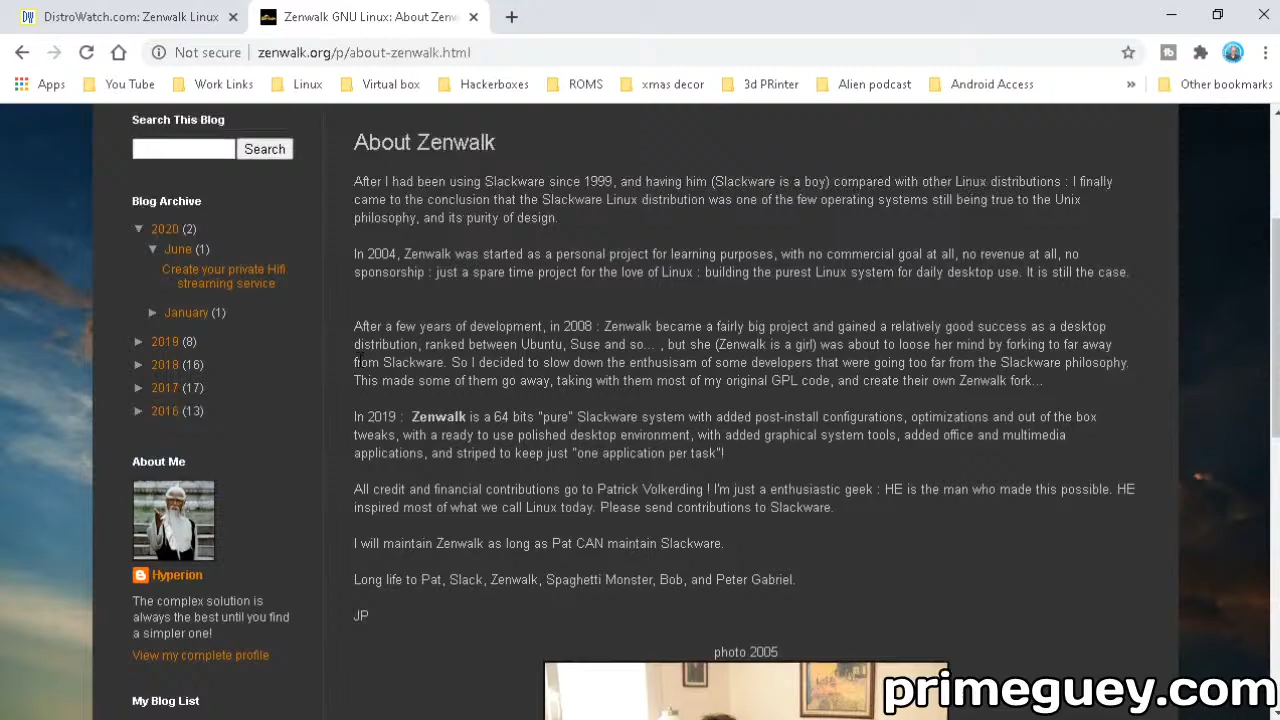 DistroWatch.com: Zenwalk Linux
Zenwalk GNU Linux: About Zenw
Not secure
zenwalk.org/p/about-zenwalk.html
Apps
You Tube
Work Links
Linux
Virtual box
Hackerboxes
ROMS
xmas decor
3d PRinter
Alien podcast
Android Access
»
Other bookmarks
Search This Blog
Search
Blog Archive
▼ 2020 (2)
▼ June (1)
Create your private Hifi
streaming service
► January (1)
► 2019 (8)
► 2018 (16)
► 2017 (17)
► 2016 (13)
About Me
Hyperion
The complex solution is
always the best until you find
a simpler one!
View my complete profile
My Blog List
About Zenwalk
After I had been using Slackware since 1999, and having him (Slackware is a boy) compared with other Linux distributions : I finally
came to the conclusion that the Slackware Linux distribution was one of the few operating systems still being true to the Unix
philosophy, and its purity of design.
In 2004, Zenwalk was started as a personal project for learning purposes, with no commercial goal at all, no revenue at all, no
sponsorship : just a spare time project for the love of Linux : building the purest Linux system for daily desktop use. It is still the case.
After a few years of development, in 2008 : Zenwalk became a fairly big project and gained a relatively good success as a desktop
distribution, ranked between Ubuntu, Suse and so... , but she (Zenwalk is a girl) was about to loose her mind by forking to far away
from Slackware. So I decided to slow down the enthusisam of some developers that were going too far from the Slackware philosophy.
This made some of them go away, taking with them most of my original GPL code, and create their own Zenwalk fork...
In 2019 : Zenwalk is a 64 bits "pure" Slackware system with added post-install configurations, optimizations and out of the box
tweaks, with a ready to use polished desktop environment, with added graphical system tools, added office and multimedia
applications, and striped to keep just "one application per task"!
All credit and financial contributions go to Patrick Volkerding ! I'm just a enthusiastic geek : HE is the man who made this possible. HE
inspired most of what we call Linux today. Please send contributions to Slackware.
I will maintain Zenwalk as long as Pat CAN maintain Slackware.
Long life to Pat, Slack, Zenwalk, Spaghetti Monster, Bob, and Peter Gabriel.
JP
photo 2005
primeguey.com